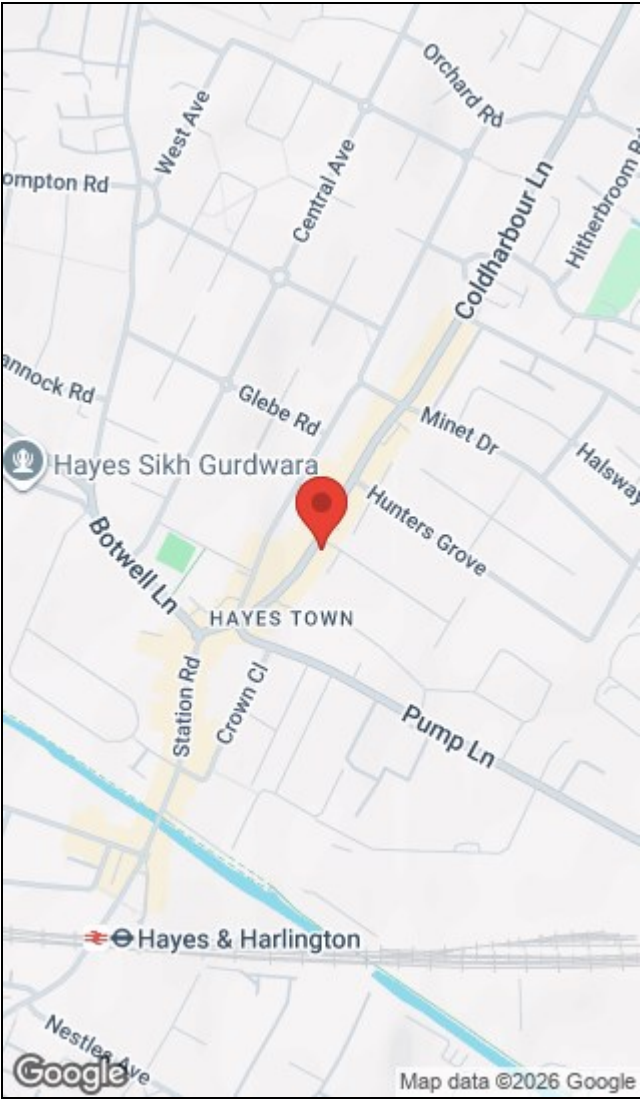 Orchard Rd
West Ave
Central Ave
Coldharbour Ln
Hitherbroom R
ompton Rd
annock Rd
Glebe Rd
Minet Dr
Halsway
Hayes Sikh Gurdwara
Hunters Grove
Botwell Ln
HAYES TOWN
Station Rd
Crown Cl
Pump Ln
Hayes & Harlington
Nestles Ave
Google
Map data ©2026 Google